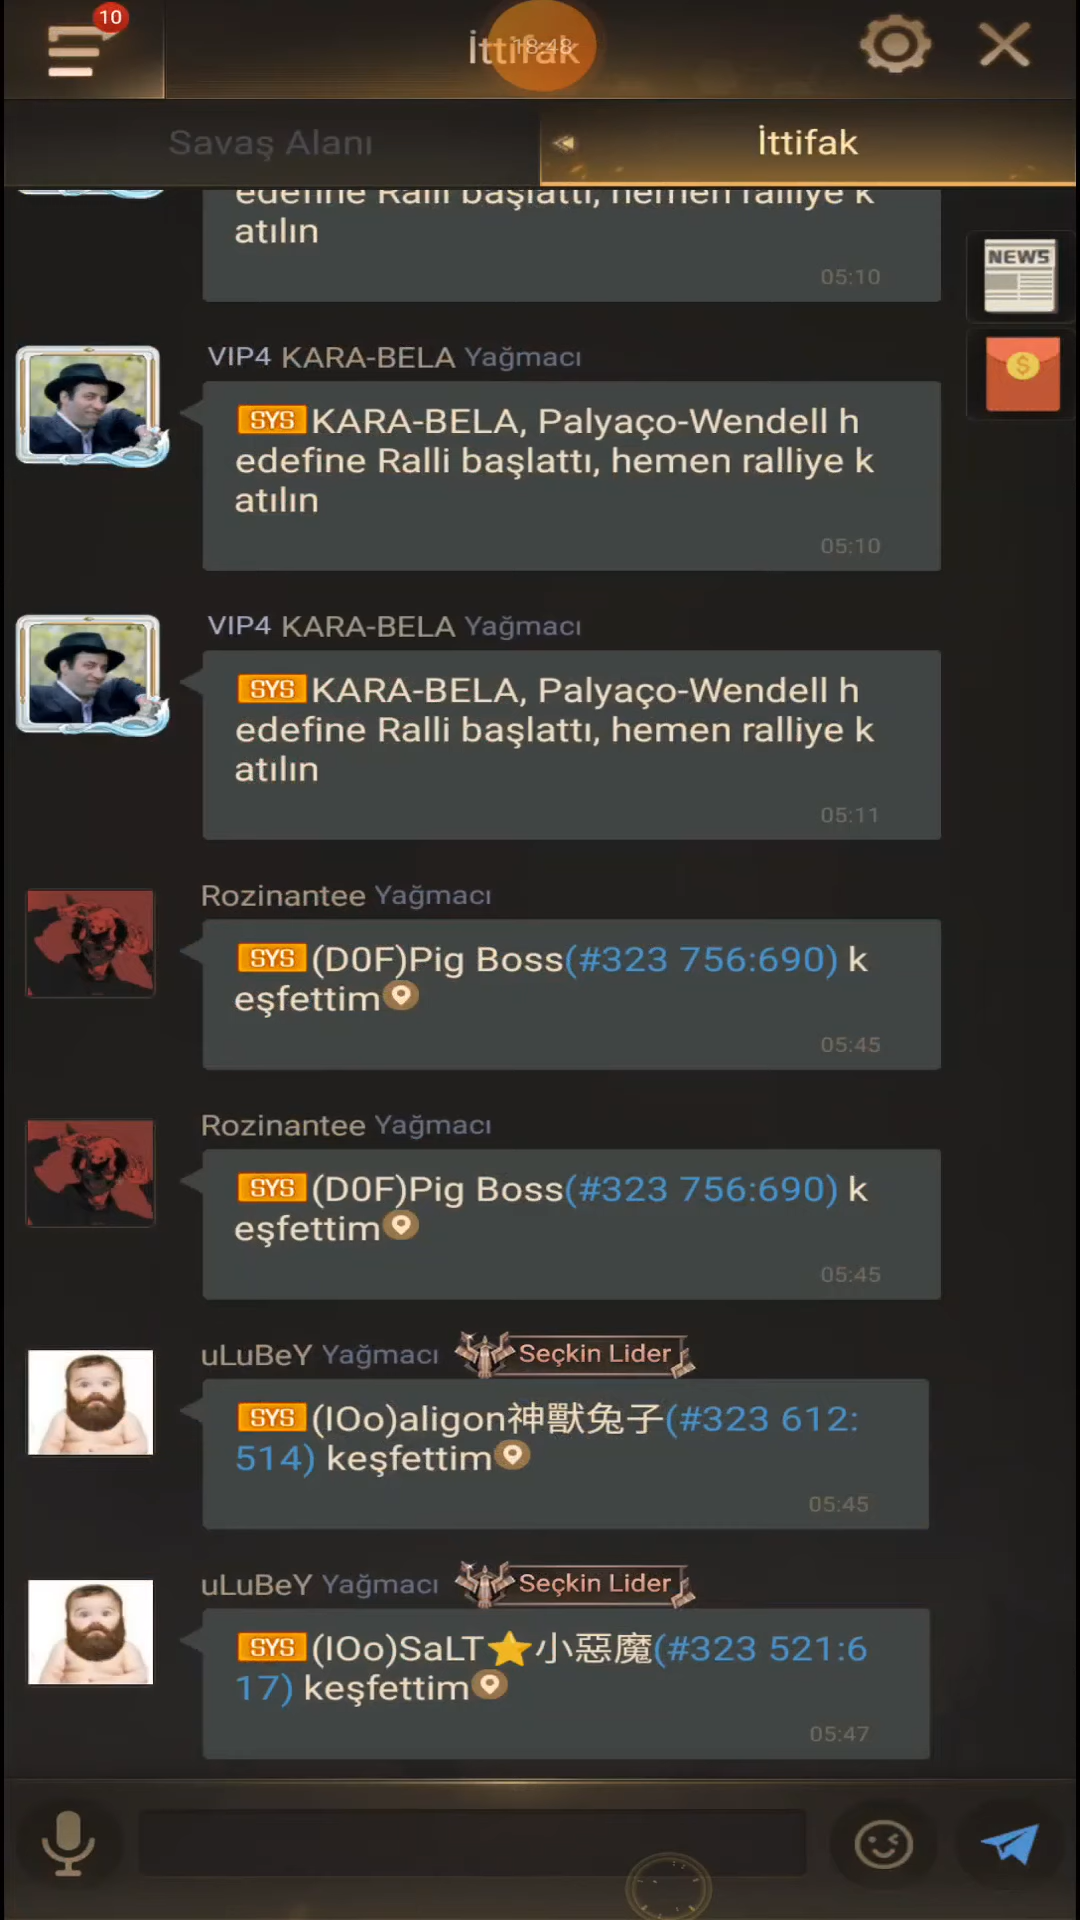 10
İttifak
18:48
Savaş Alanı
İttifak
edefine Ralli başlattı, hemen ralliye k
atılın
05:10
NEWS
VIP4 KARA-BELA Yağmacı
SYS KARA-BELA, Palyaço-Wendell h
edefine Ralli başlattı, hemen ralliye k
atılın
05:10
VIP4 KARA-BELA Yağmacı
SYS KARA-BELA, Palyaço-Wendell h
edefine Ralli başlattı, hemen ralliye k
atılın
05:11
Rozinantee Yağmacı
SYS (D0F)Pig Boss(#323 756:690) k
eşfettim
05:45
Rozinantee Yağmacı
SYS (D0F)Pig Boss(#323 756:690) k
eşfettim
05:45
uLuBeY Yağmacı Seçkin Lider
SYS (IOo)aligon神獸兔子(#323 612:
514) keşfettim
05:45
uLuBeY Yağmacı Seçkin Lider
SYS (IOo)SaLT⭐小惡魔(#323 521:6
17) keşfettim
05:47